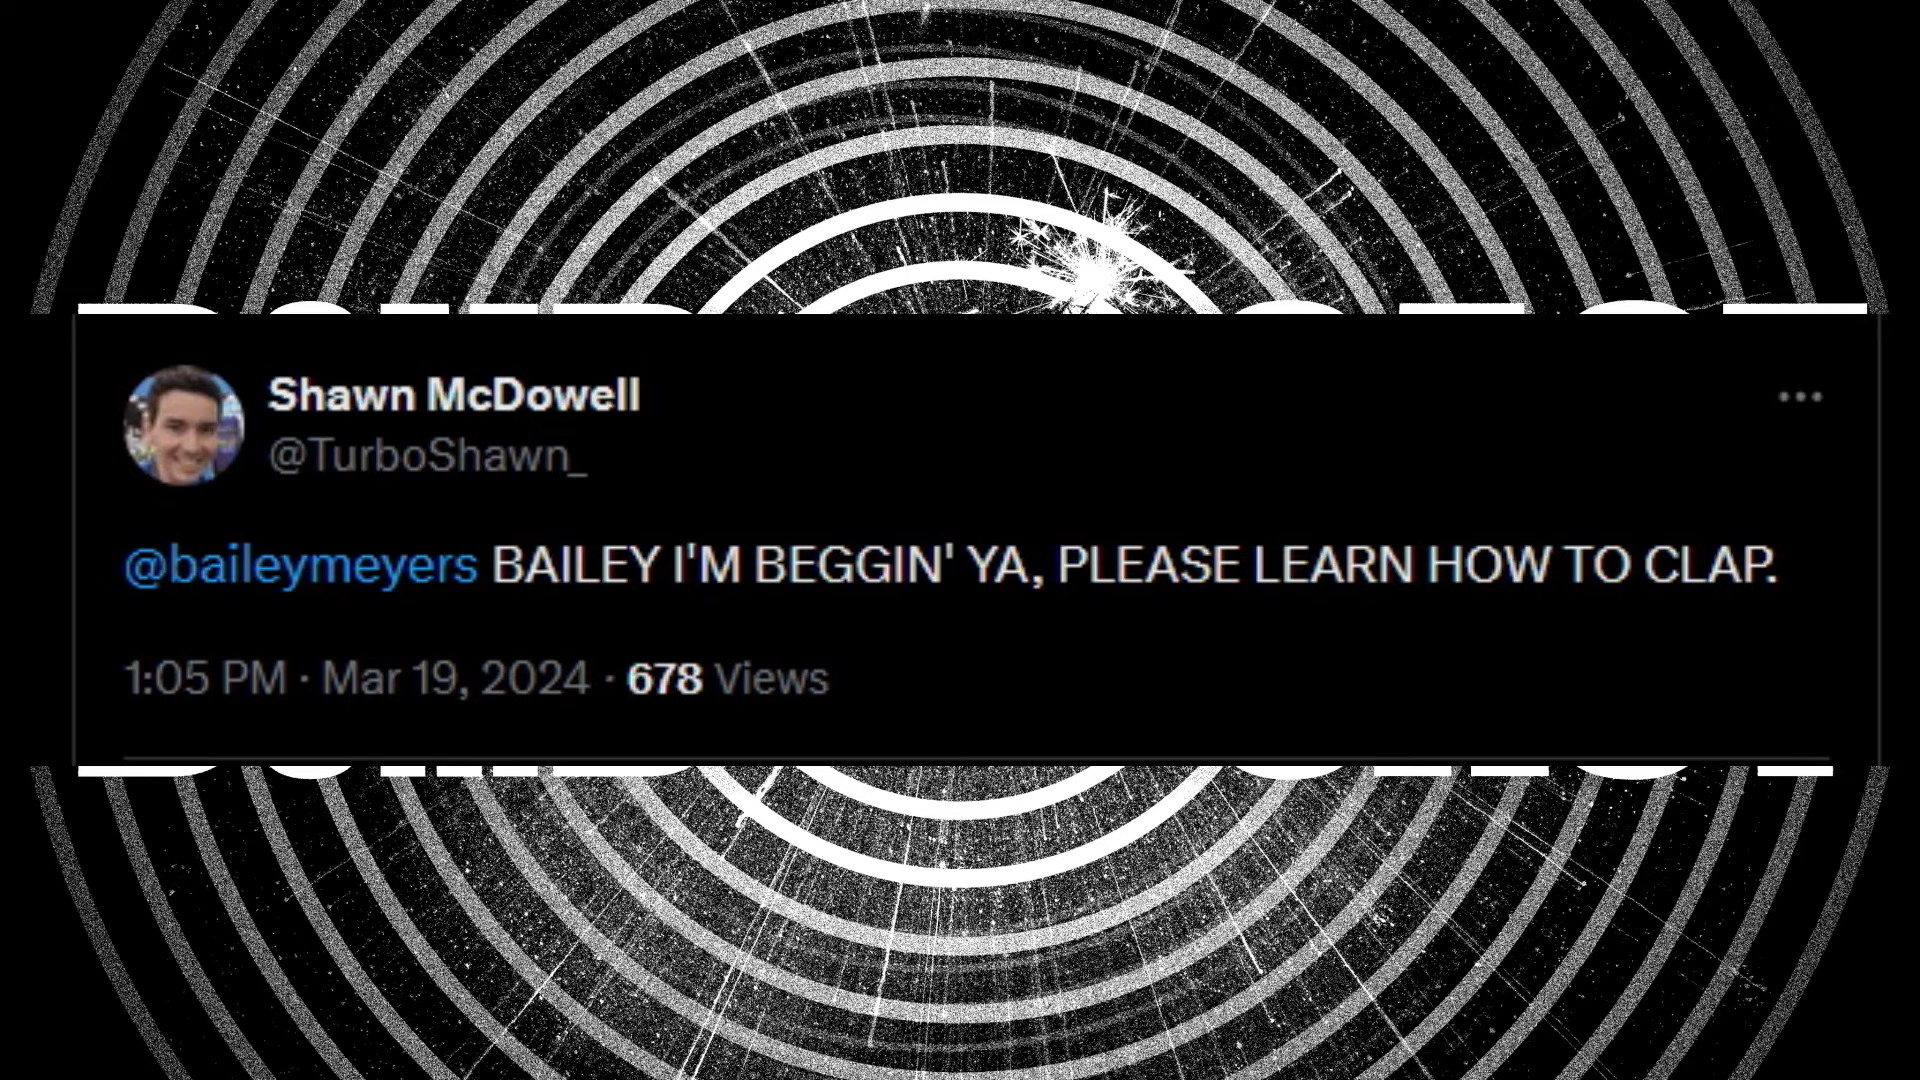 Shawn McDowell
@TurboShawn_
@baileymeyers BAILEY I'M BEGGIN' YA, PLEASE LEARN HOW TO CLAP.
1:05 PM · Mar 19, 2024 · 678 Views